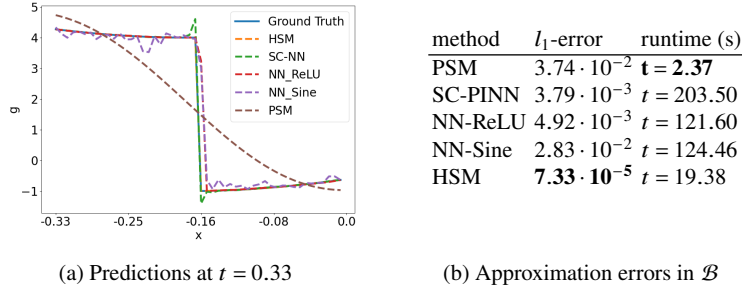 5
4
3
2
1
0
−1
g
-0.33
-0.25
-0.16
-0.08
0.0
x
Ground Truth
HSM
SC-NN
NN_ReLU
NN_Sine
PSM
(a) Predictions at t = 0.33
method l₁-error runtime (s)
PSM 3.74 · 10⁻² t = 2.37
SC-PINN 3.79 · 10⁻³ t = 203.50
NN-ReLU 4.92 · 10⁻³ t = 121.60
NN-Sine 2.83 · 10⁻² t = 124.46
HSM 7.33 · 10⁻⁵ t = 19.38
(b) Approximation errors in ℬ